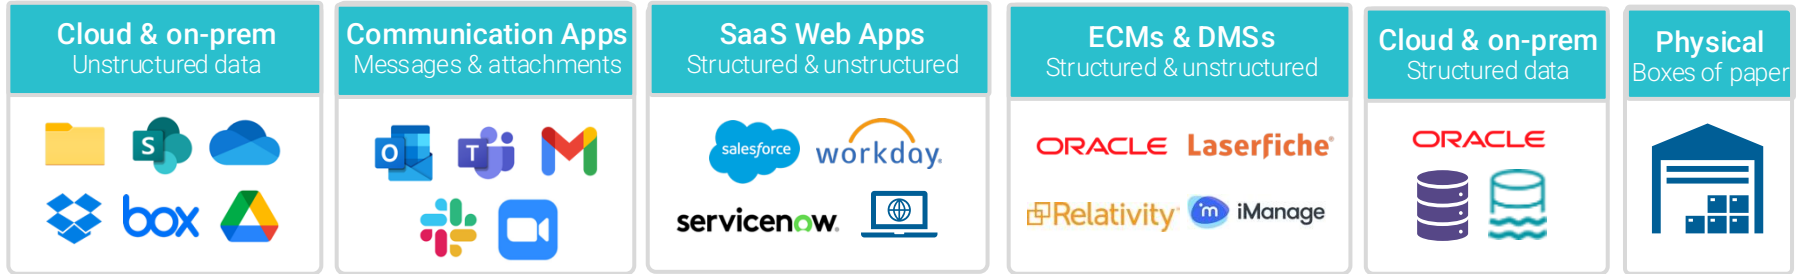 Cloud & on-prem
Unstructured data
S
box
Communication Apps
Messages & attachments
O
T
SaaS Web Apps
Structured & unstructured
salesforce
workday.
servicenow.
ECMs & DMSs
Structured & unstructured
ORACLE
Laserfiche®
Relativity
m
iManage
Cloud & on-prem
Structured data
ORACLE
Physical
Boxes of paper